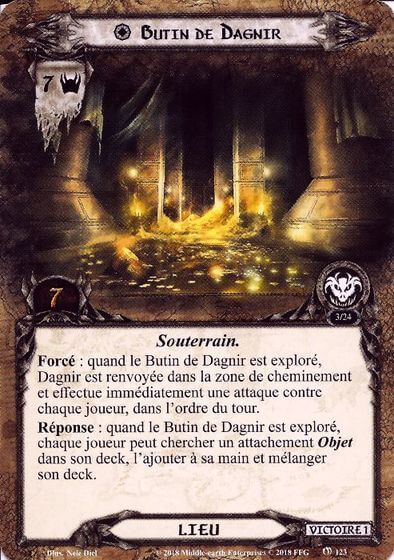 Butin de Dagnir
7
7
3/24
Souterrain.
Forcé : quand le Butin de Dagnir est exploré,
Dagnir est renvoyée dans la zone de cheminement
et effectue immédiatement une attaque contre
chaque joueur, dans l'ordre du tour.
Réponse : quand le Butin de Dagnir est exploré,
chaque joueur peut chercher un attachement Objet
dans son deck, l'ajouter à sa main et mélanger
son deck.
LIEU
VICTOIRE 1
Illus. Nele Diel
© 2018 Middle-earth Enterprises © 2018 FFG
123